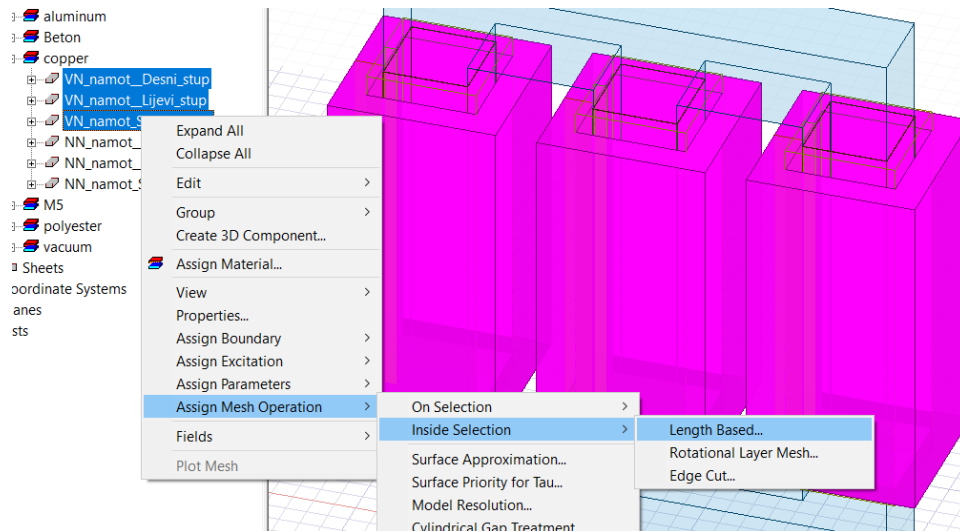 aluminum
Beton
copper
VN_namot__Desni_stup
VN_namot__Lijevi_stup
VN_namot_S
NN_namot_
NN_namot_
NN_namot_S
M5
polyester
vacuum
Sheets
oordinate Systems
anes
sts
Expand All
Collapse All
Edit
Group
Create 3D Component...
Assign Material...
View
Properties...
Assign Boundary
Assign Excitation
Assign Parameters
Assign Mesh Operation
Fields
Plot Mesh
On Selection
Inside Selection
Surface Approximation...
Surface Priority for Tau...
Model Resolution...
Cylindrical Gap Treatment
Length Based...
Rotational Layer Mesh...
Edge Cut...